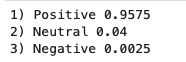 1) Positive 0.9575
2) Neutral 0.04
3) Negative 0.0025